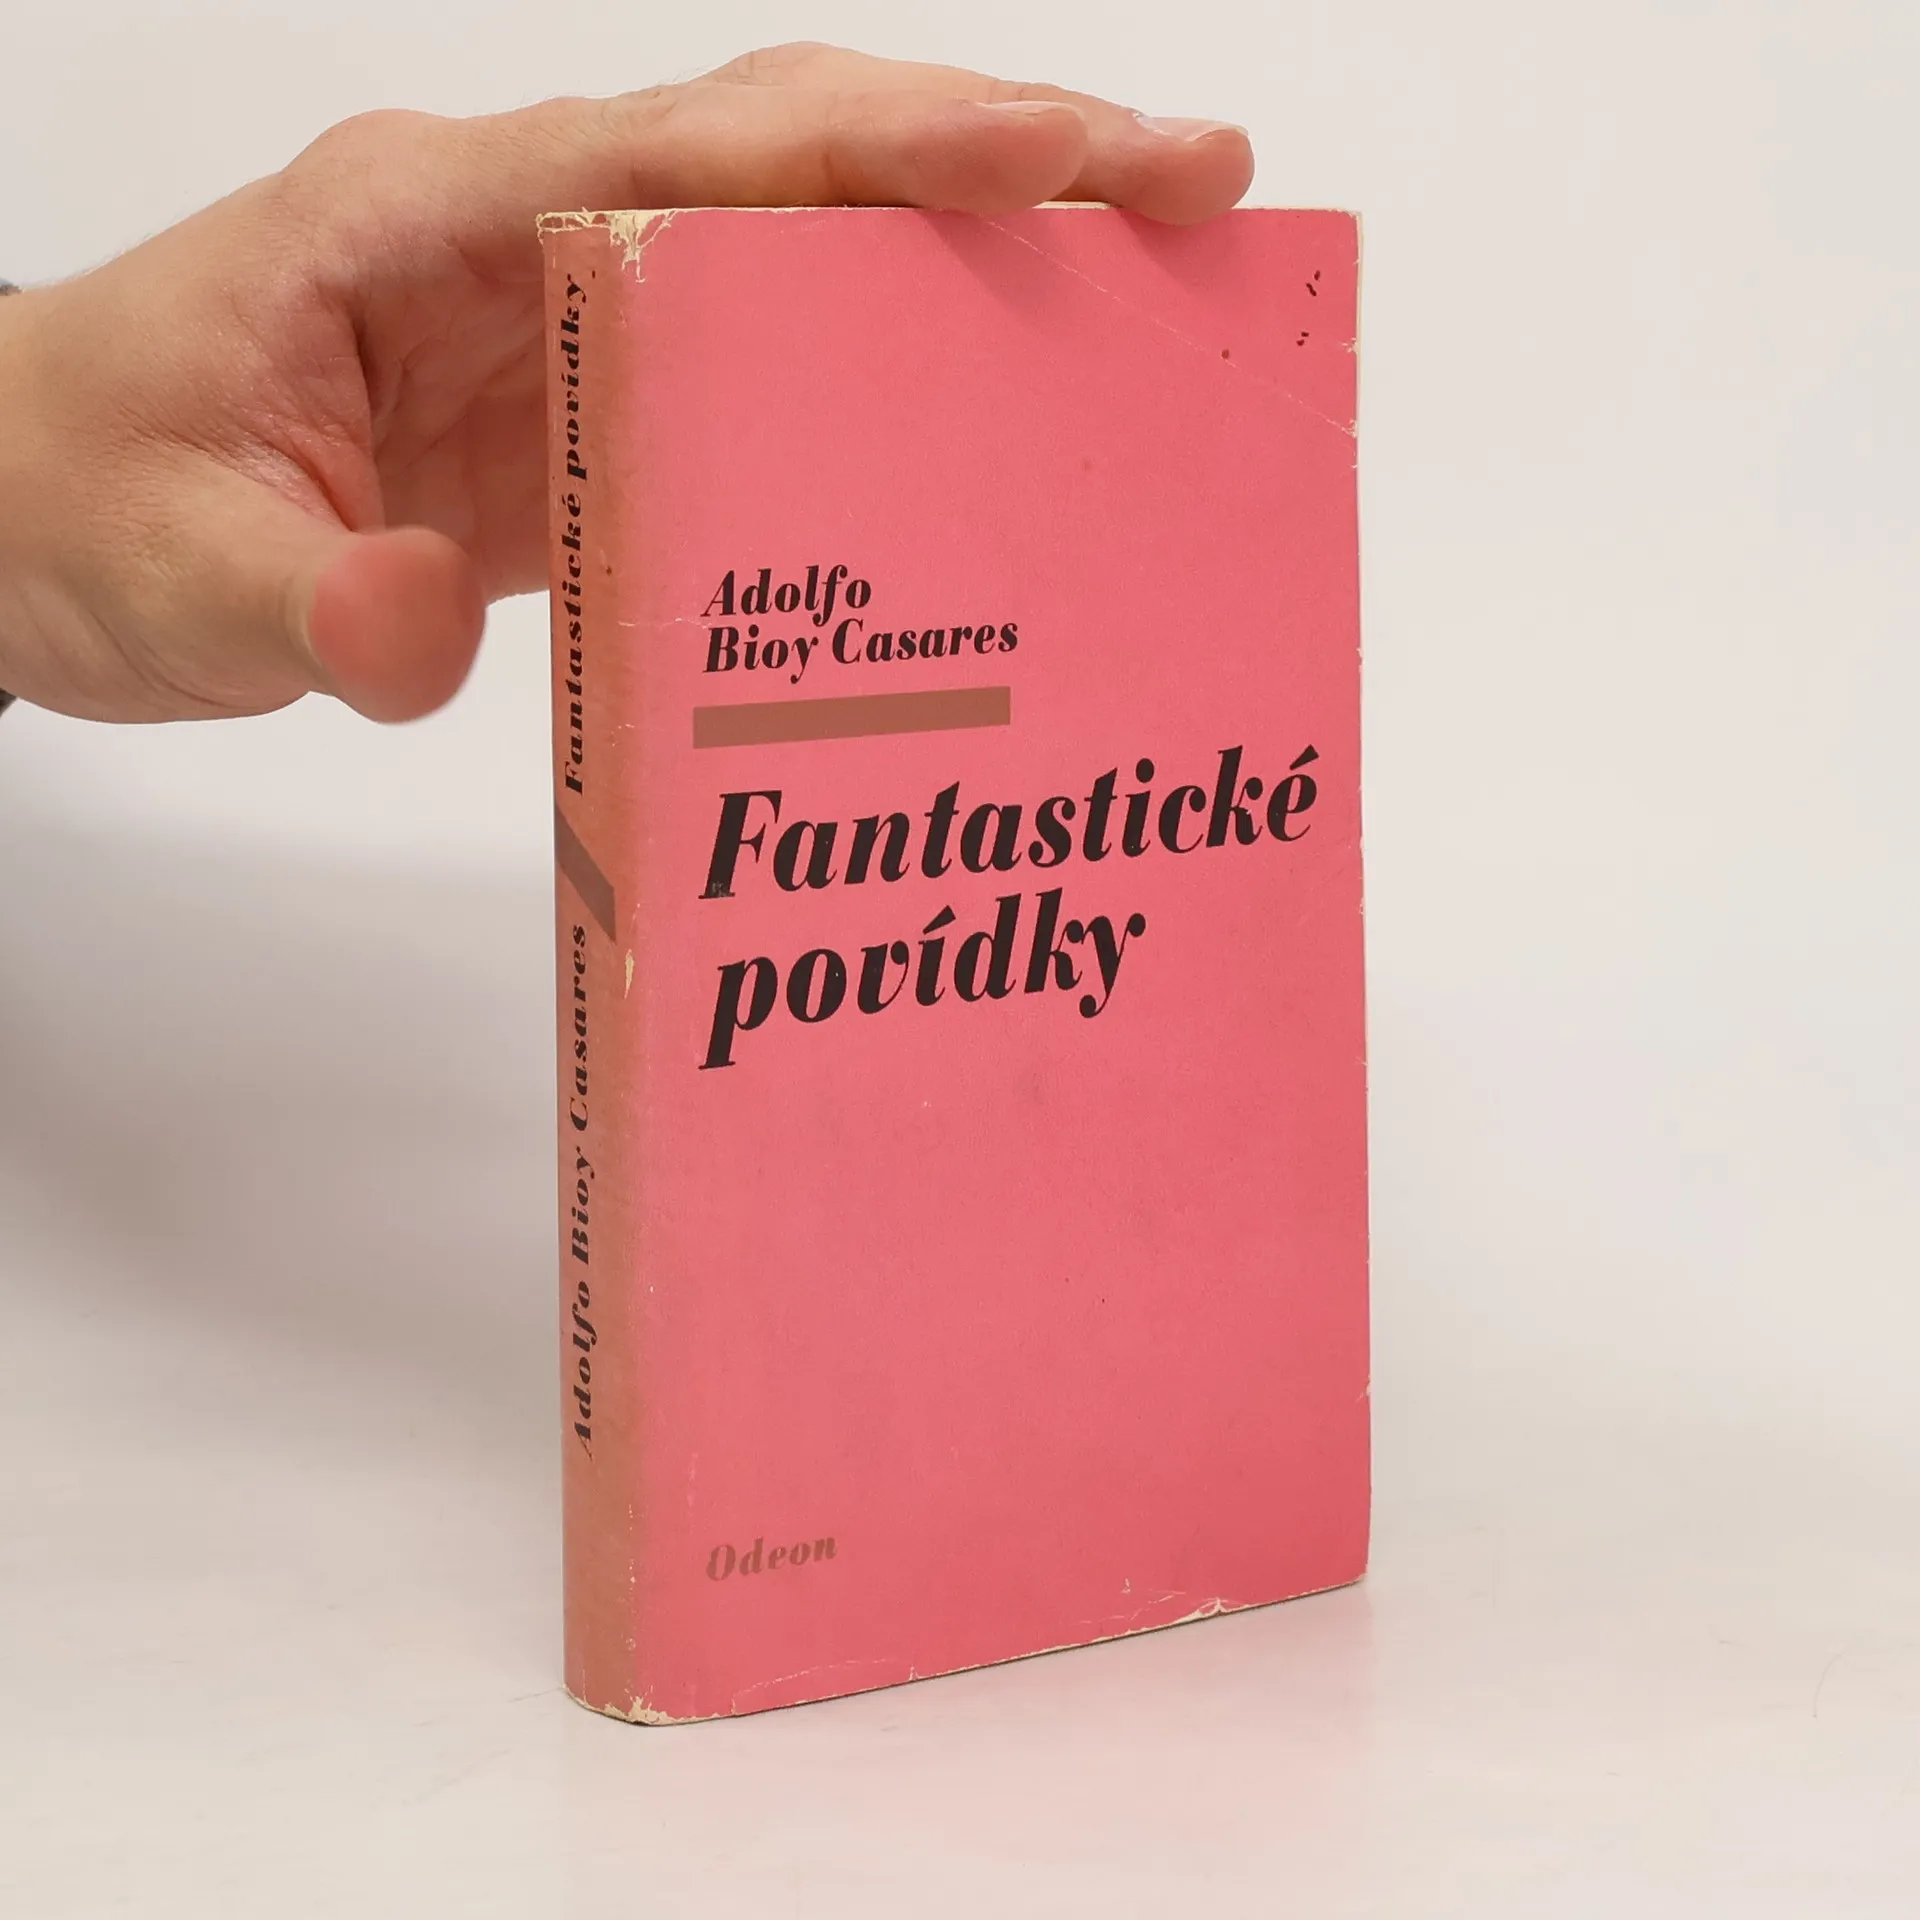 Fantastické povídky
Adolfo Bioy Casares
Adolfo
Bioy Casares
Fantastické
povídky
Odeon